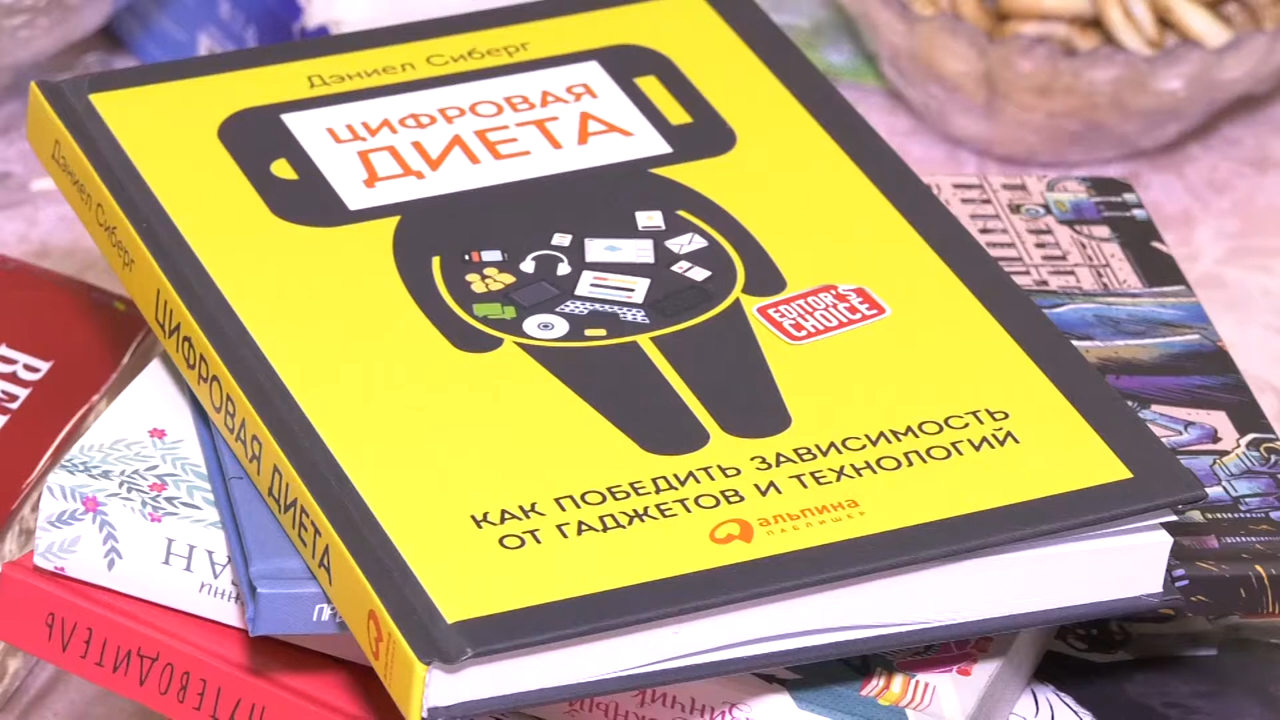 Дэниел Сиберг
ЦИФРОВАЯ
ДИЕТА
EDITOR'S
CHOICE
КАК ПОБЕДИТЬ ЗАВИСИМОСТЬ
ОТ ГАДЖЕТОВ И ТЕХНОЛОГИЙ
альпина
ПАБЛИШЕР
Дэниел Сиберг
ЦИФРОВАЯ ДИЕТА
ПУТЕВОДИТЕЛЬ